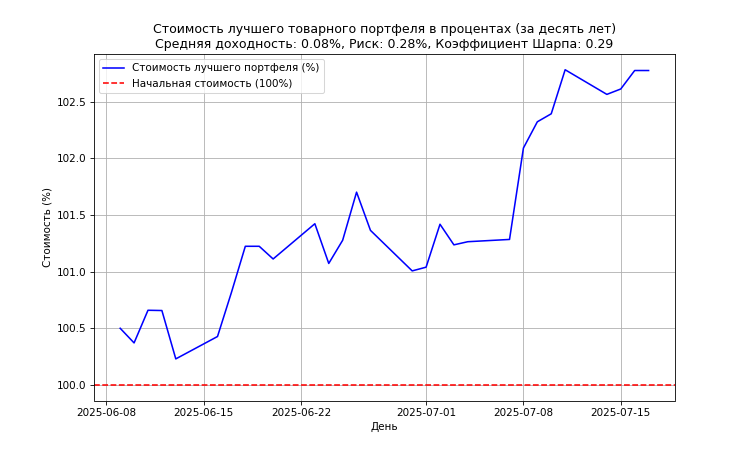 Стоимость лучшего товарного портфеля в процентах (за десять лет)
Средняя доходность: 0.08%, Риск: 0.28%, Коэффициент Шарпа: 0.29
Стоимость лучшего портфеля (%)
Начальная стоимость (100%)
Стоимость (%)
102.5
102.0
101.5
101.0
100.5
100.0
2025-06-08 2025-06-15 2025-06-22 2025-07-01 2025-07-08 2025-07-15
День